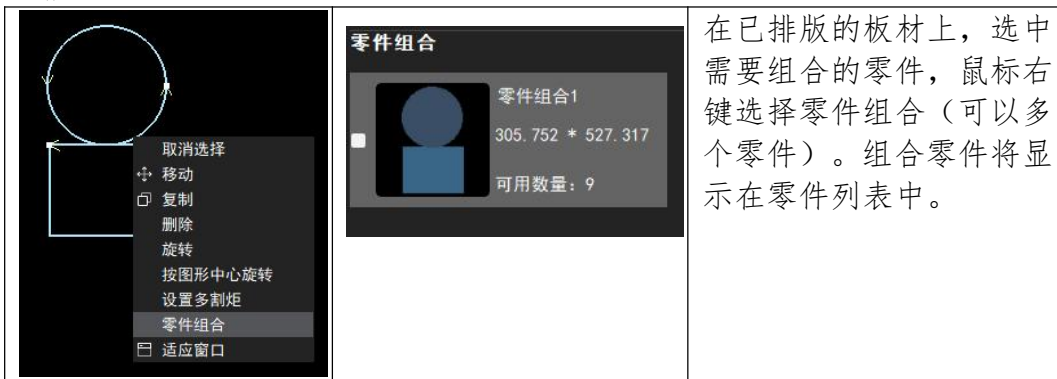 取消选择
移动
复制
删除
旋转
按图形中心旋转
设置多割炬
零件组合
适应窗口
零件组合
零件组合1
305.752 * 527.317
可用数量：9
在已排版的板材上，选中
需要组合的零件，鼠标右
键选择零件组合（可以多
个零件）。组合零件将显
示在零件列表中。